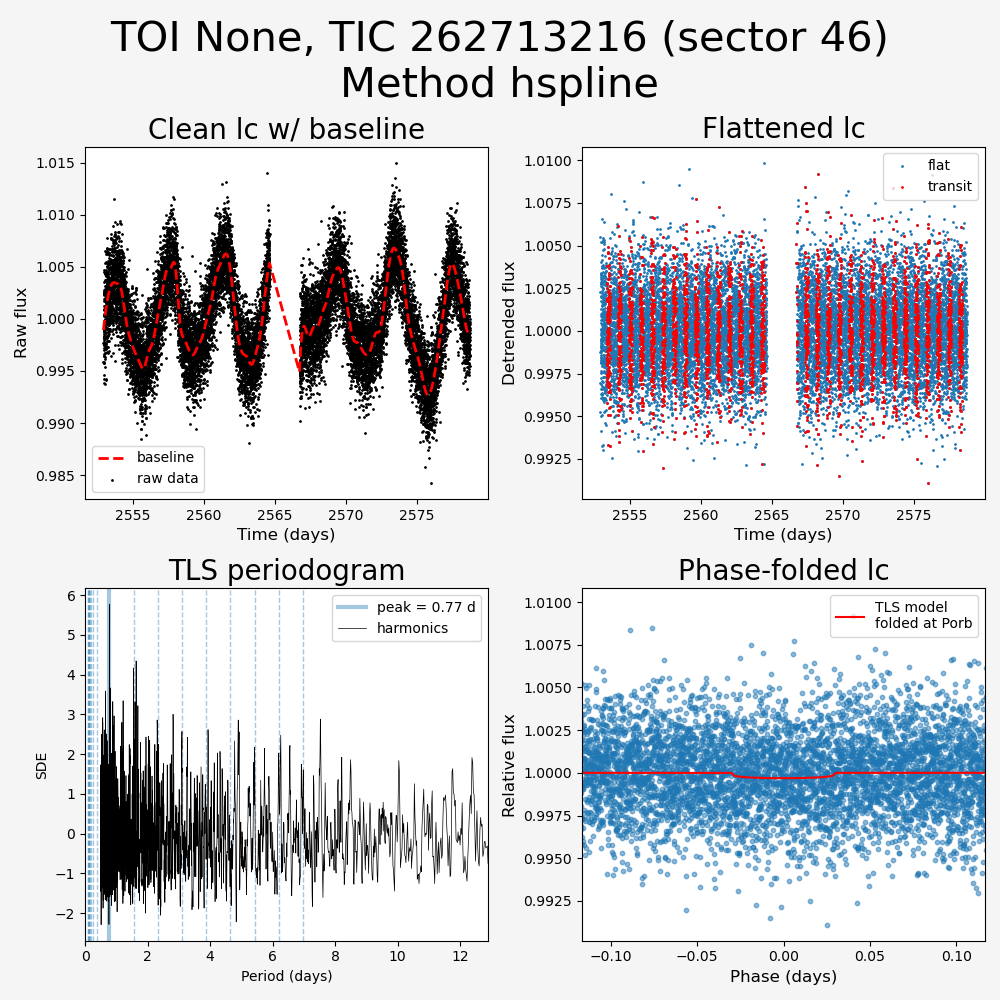 TOI None, TIC 262713216 (sector 46)
Method hspline
Clean lc w/ baseline
Raw flux
1.015
1.010
1.005
1.000
0.995
0.990
0.985
baseline
raw data
2555 2560 2565 2570 2575
Time (days)
Flattened lc
Detrended flux
1.0100
1.0075
1.0050
1.0025
1.0000
0.9975
0.9950
0.9925
flat
transit
2555 2560 2565 2570 2575
Time (days)
TLS periodogram
SDE
6
5
4
3
2
1
0
−1
−2
peak = 0.77 d
harmonics
0 2 4 6 8 10 12
Period (days)
Phase-folded lc
Relative flux
1.0100
1.0075
1.0050
1.0025
1.0000
0.9975
0.9950
0.9925
TLS model
folded at Porb
−0.10 −0.05 0.00 0.05 0.10
Phase (days)